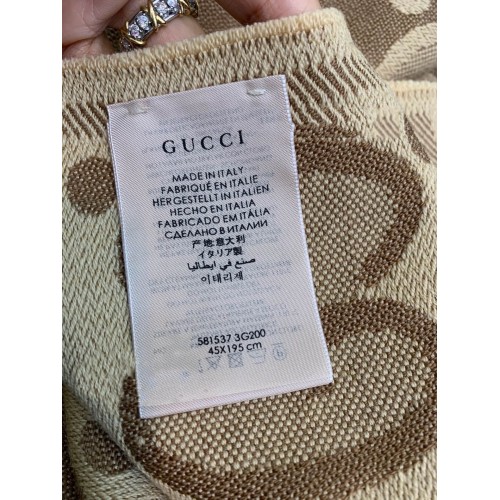 GUCCI
MADE IN ITALY
FABRIQUÉ EN ITALIE
HERGESTELLT IN ITALIEN
HECHO EN ITALIA
FABRICADO EM ITÁLIA
СДЕЛАНО В ИТАЛИИ
产地:意大利
イタリア製
صنع في ايطاليا
이태리제
581537 3G200
45X195 cm